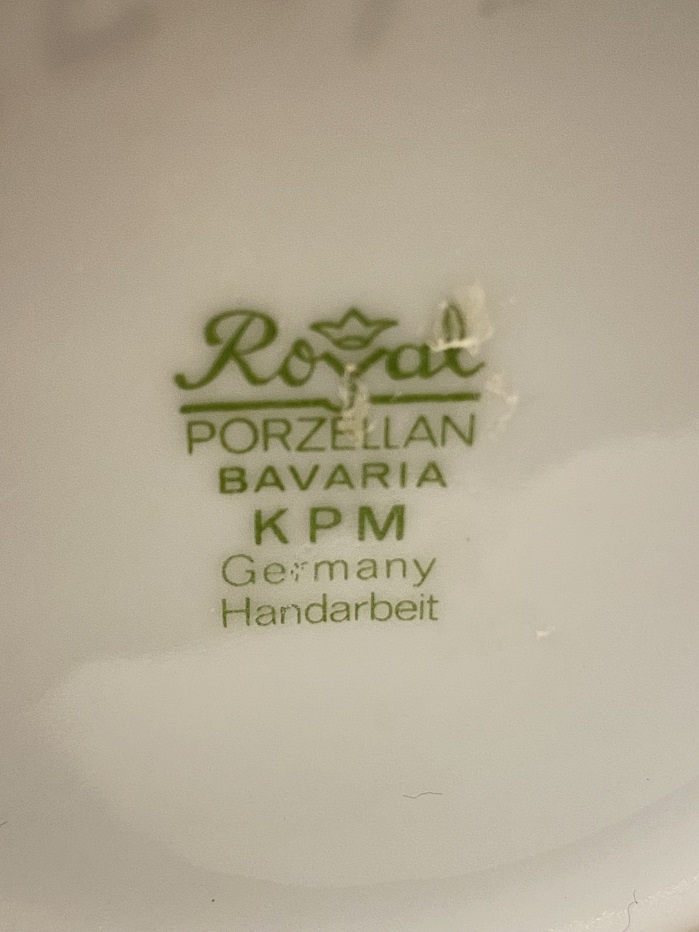 Royal
PORZELLAN
BAVARIA
KPM
Germany
Handarbeit